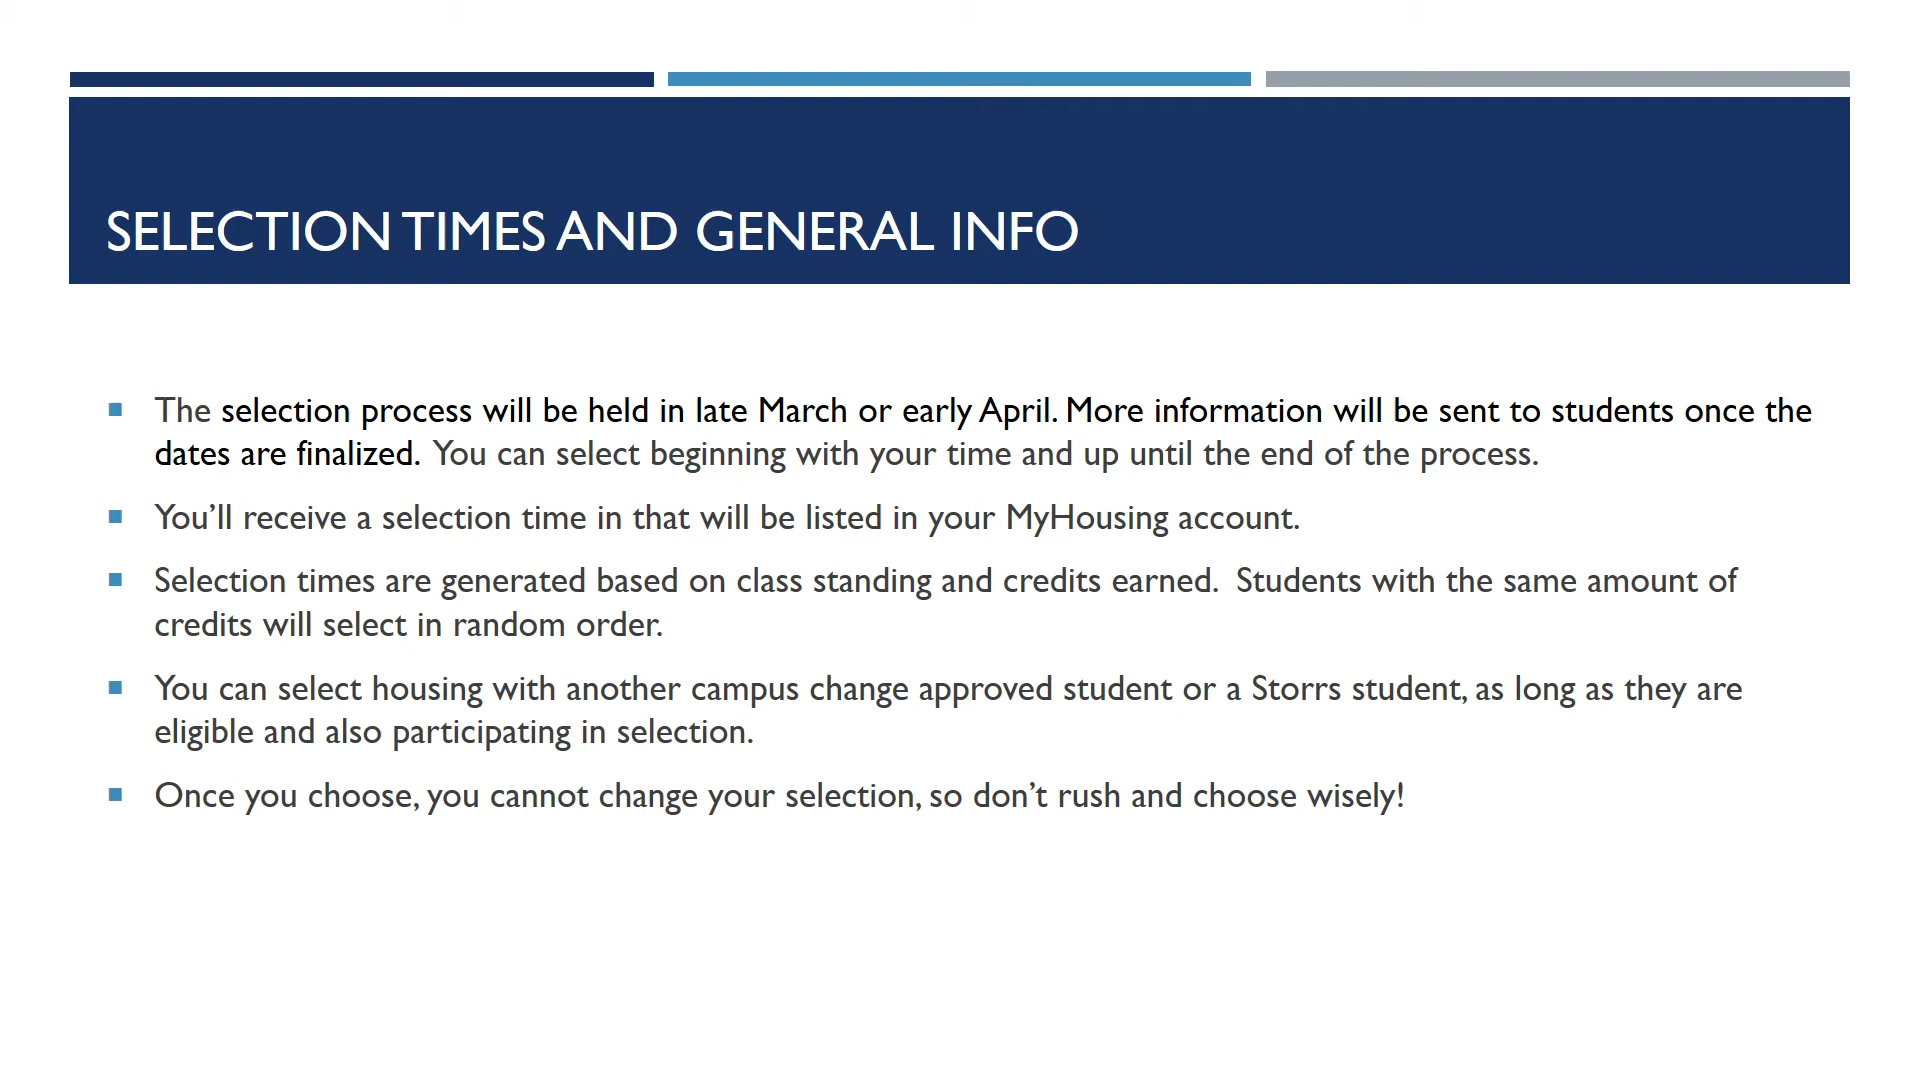 SELECTION TIMES AND GENERAL INFO
The selection process will be held in late March or early April. More information will be sent to students once the
dates are finalized. You can select beginning with your time and up until the end of the process.
You’ll receive a selection time in that will be listed in your MyHousing account.
Selection times are generated based on class standing and credits earned. Students with the same amount of
credits will select in random order.
You can select housing with another campus change approved student or a Storrs student, as long as they are
eligible and also participating in selection.
Once you choose, you cannot change your selection, so don’t rush and choose wisely!